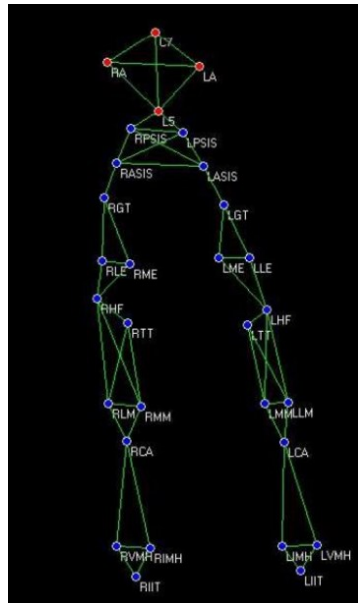 C7
RA
LA
L5
RPSIS
LPSIS
RASIS
LASIS
RGT
LGT
RLE
RME
LME
LLE
RHF
LHF
RTT
LTT
RLM
RMM
LMM
LLM
RCA
LCA
RVMH
RIMH
LIMH
LVMH
RIIT
LIIT